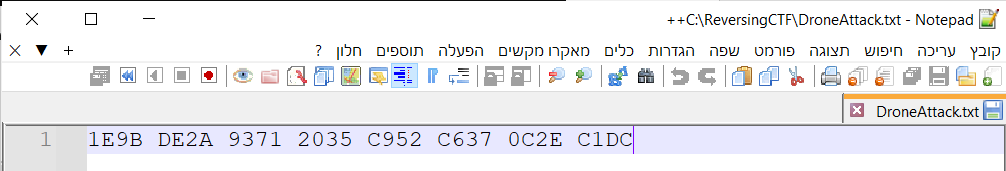 C:\ReversingCTF\DroneAttack.txt - Notepad++
קובץ עריכה חיפוש תצוגה פורמט שפה הגדרות כלים מאקרו מקשים הפעלה תוספים חלון ? + ▼ ×
DroneAttack.txt
1 1E9B DE2A 9371 2035 C952 C637 0C2E C1DC